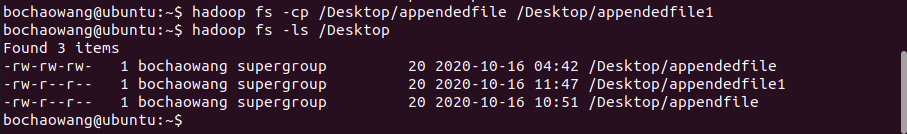 bochaowang@ubuntu:~$ hadoop fs -cp /Desktop/appendedfile /Desktop/appendedfile1
bochaowang@ubuntu:~$ hadoop fs -ls /Desktop
Found 3 items
-rw-rw-rw-   1 bochaowang supergroup         20 2020-10-16 04:42 /Desktop/appendedfile
-rw-r--r--   1 bochaowang supergroup         20 2020-10-16 11:47 /Desktop/appendedfile1
-rw-r--r--   1 bochaowang supergroup         20 2020-10-16 10:51 /Desktop/appendfile
bochaowang@ubuntu:~$